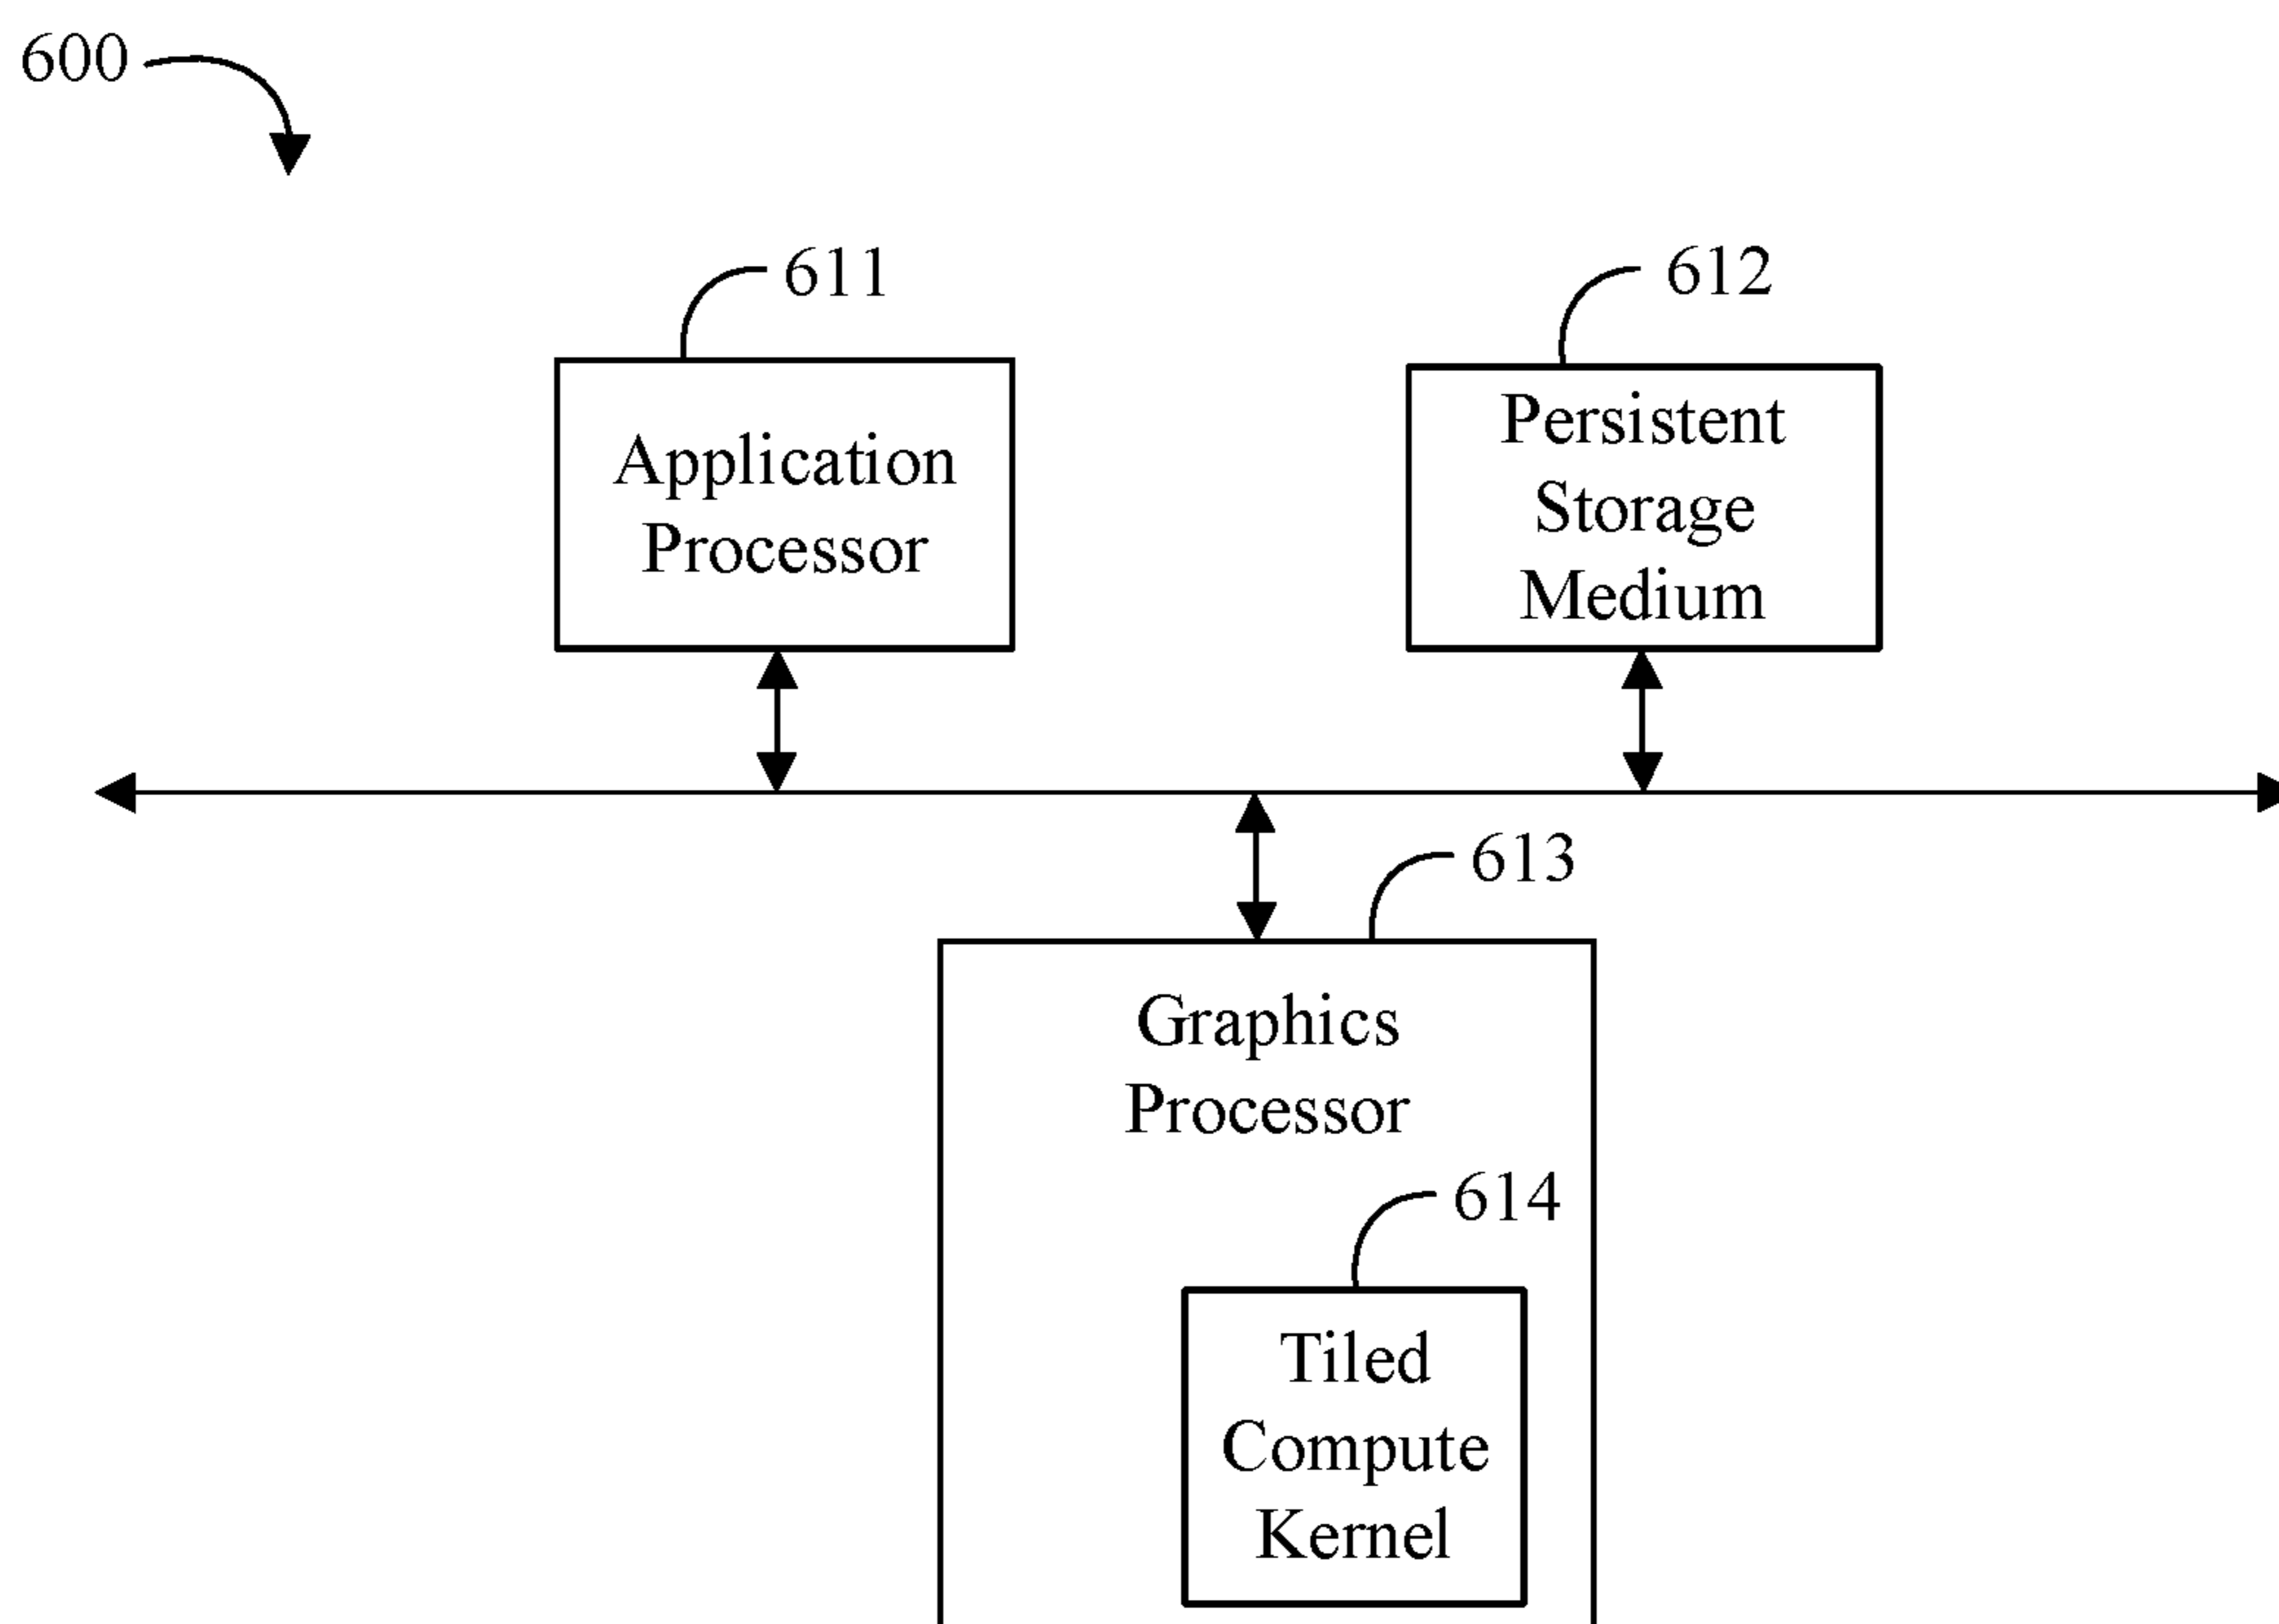 600
611
612
Application
Processor
Persistent
Storage
Medium
613
Graphics
Processor
614
Tiled
Compute
Kernel